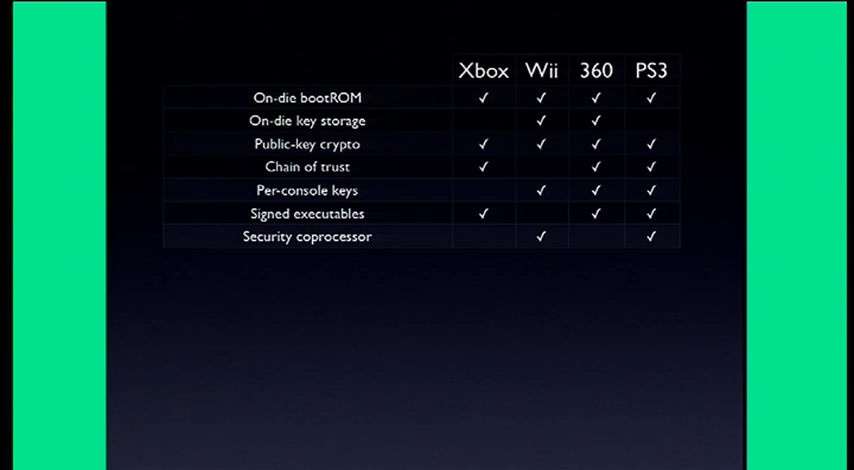 Xbox Wii 360 PS3
On-die bootROM ✓ ✓ ✓ ✓
On-die key storage ✓ ✓
Public-key crypto ✓ ✓ ✓ ✓
Chain of trust ✓ ✓ ✓
Per-console keys ✓ ✓ ✓
Signed executables ✓ ✓ ✓
Security coprocessor ✓ ✓